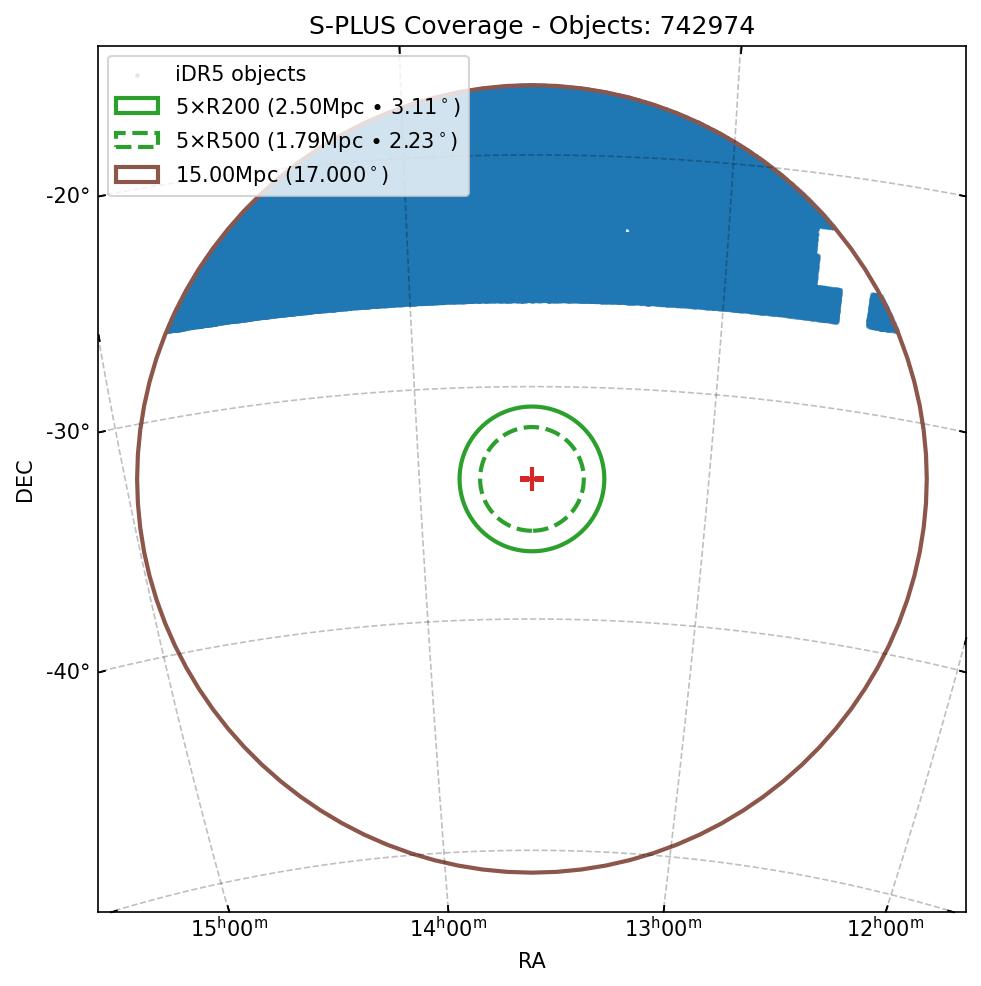 S-PLUS Coverage - Objects: 742974
iDR5 objects
5×R200 (2.50Mpc • 3.11°)
5×R500 (1.79Mpc • 2.23°)
15.00Mpc (17.000°)
-20°
-30°
-40°
DEC
15ʰ00ᵐ 14ʰ00ᵐ 13ʰ00ᵐ 12ʰ00ᵐ
RA